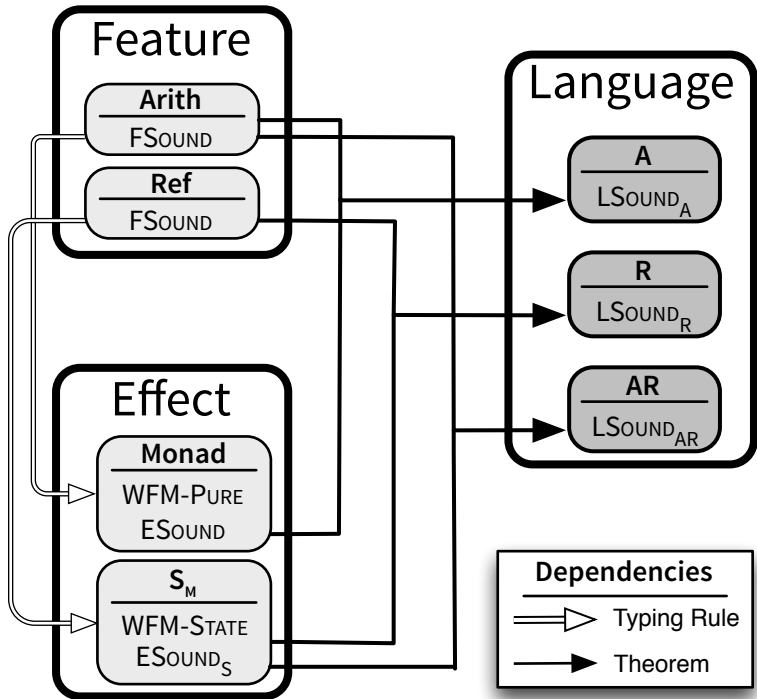 Feature
Arith
FSOUND
Ref
FSOUND
Effect
Monad
WFM-PURE
ESOUND
S_M
WFM-STATE
ESOUND_S
Language
A
LSOUND_A
R
LSOUND_R
AR
LSOUND_AR
Dependencies
Typing Rule
Theorem